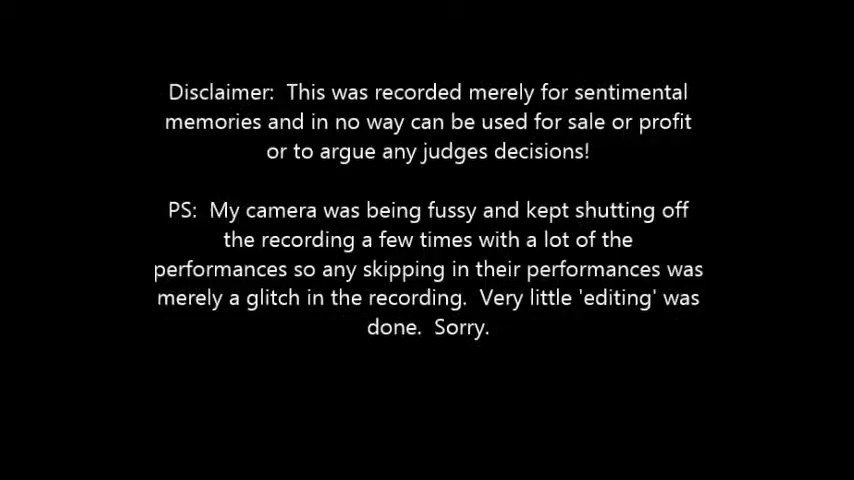 Disclaimer:  This was recorded merely for sentimental
memories and in no way can be used for sale or profit
or to argue any judges decisions!
PS:  My camera was being fussy and kept shutting off
the recording a few times with a lot of the
performances so any skipping in their performances was
merely a glitch in the recording.  Very little 'editing' was
done.  Sorry.